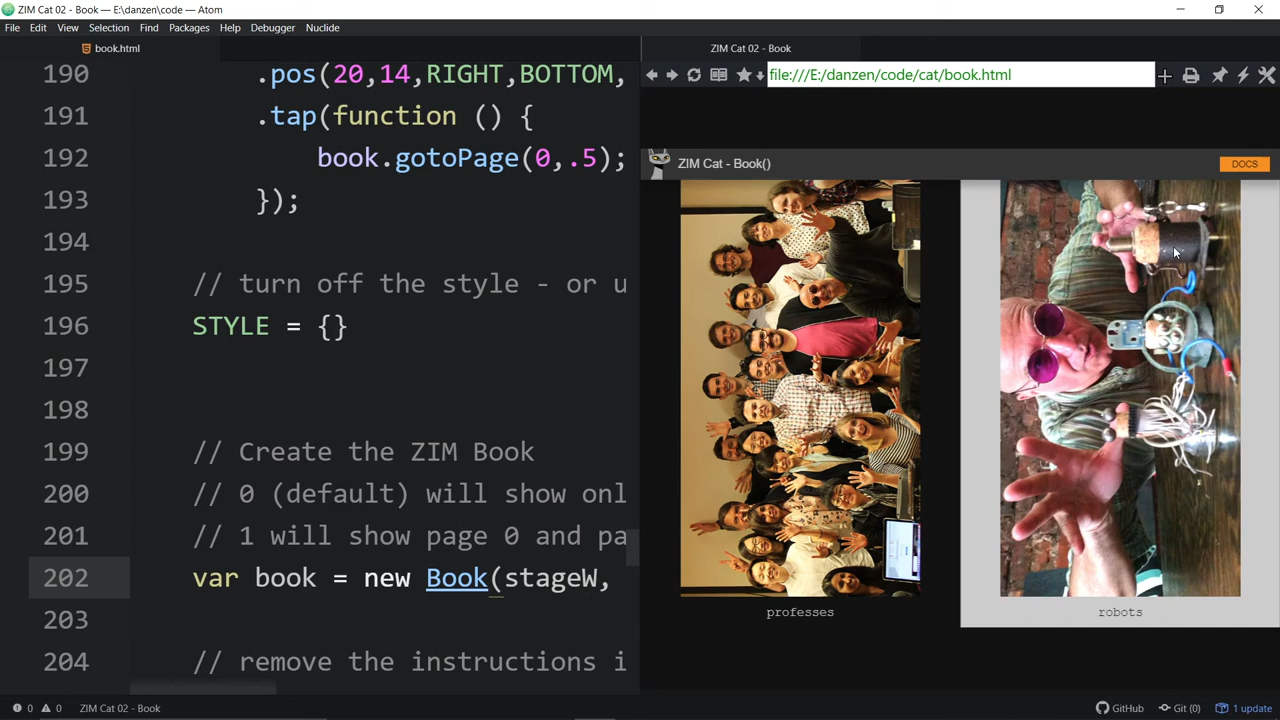 ZIM Cat 02 - Book — E:\danzen\code — Atom
File Edit View Selection Find Packages Help Debugger Nuclide
book.html
ZIM Cat 02 - Book
file:///E:/danzen/code/cat/book.html
190 .pos(20,14,RIGHT,BOTTOM,
191 .tap(function () {
192 book.gotoPage(0,.5);
193 });
194
195 // turn off the style - or u
196 STYLE = {}
197
198
199 // Create the ZIM Book
200 // 0 (default) will show onl
201 // 1 will show page 0 and pa
202 var book = new Book(stageW,
203
204 // remove the instructions i
ZIM Cat - Book()
DOCS
professes
robots
0 0 ZIM Cat 02 - Book
GitHub Git (0) 1 update